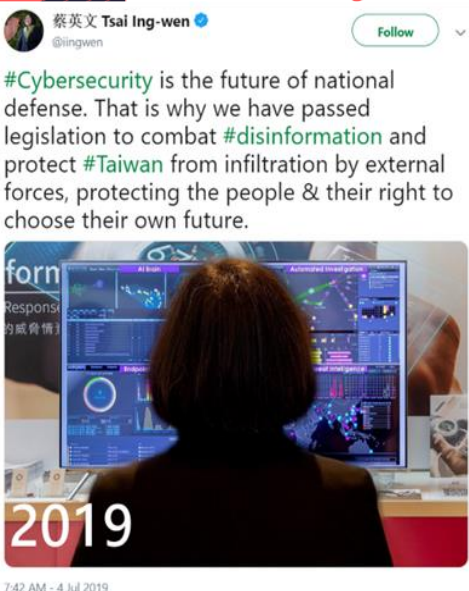 蔡英文 Tsai Ing-wen
@iingwen
Follow
#Cybersecurity is the future of national
defense. That is why we have passed
legislation to combat #disinformation and
protect #Taiwan from infiltration by external
forces, protecting the people & their right to
choose their own future.
form
Response
的威脅情
AI Brain
Automated Investigation
Endpoin
eat Intelligence
2019
7:42 AM - 4 Jul 2019